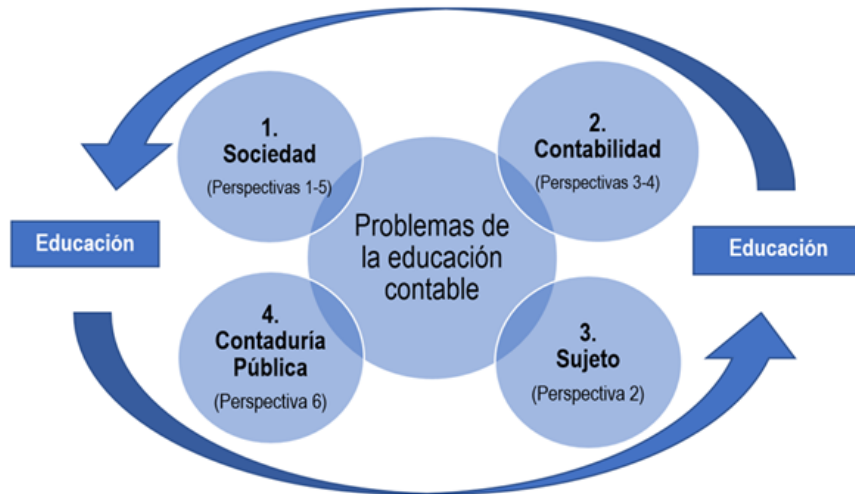 1.
Sociedad
(Perspectivas 1-5)
2.
Contabilidad
(Perspectivas 3-4)
Educación
Problemas de
la educación
contable
Educación
4.
Contaduría
Pública
(Perspectiva 6)
3.
Sujeto
(Perspectiva 2)